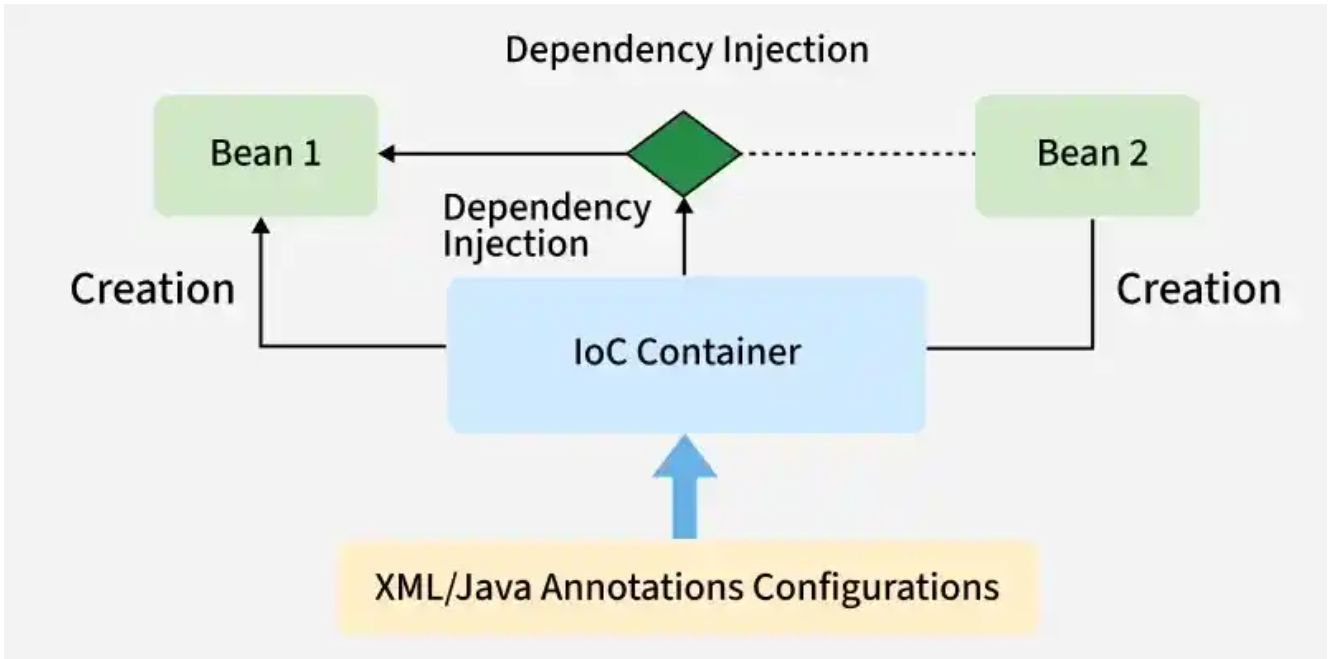 Dependency Injection
Bean 1
Bean 2
Dependency
Injection
Creation
Creation
IoC Container
XML/Java Annotations Configurations